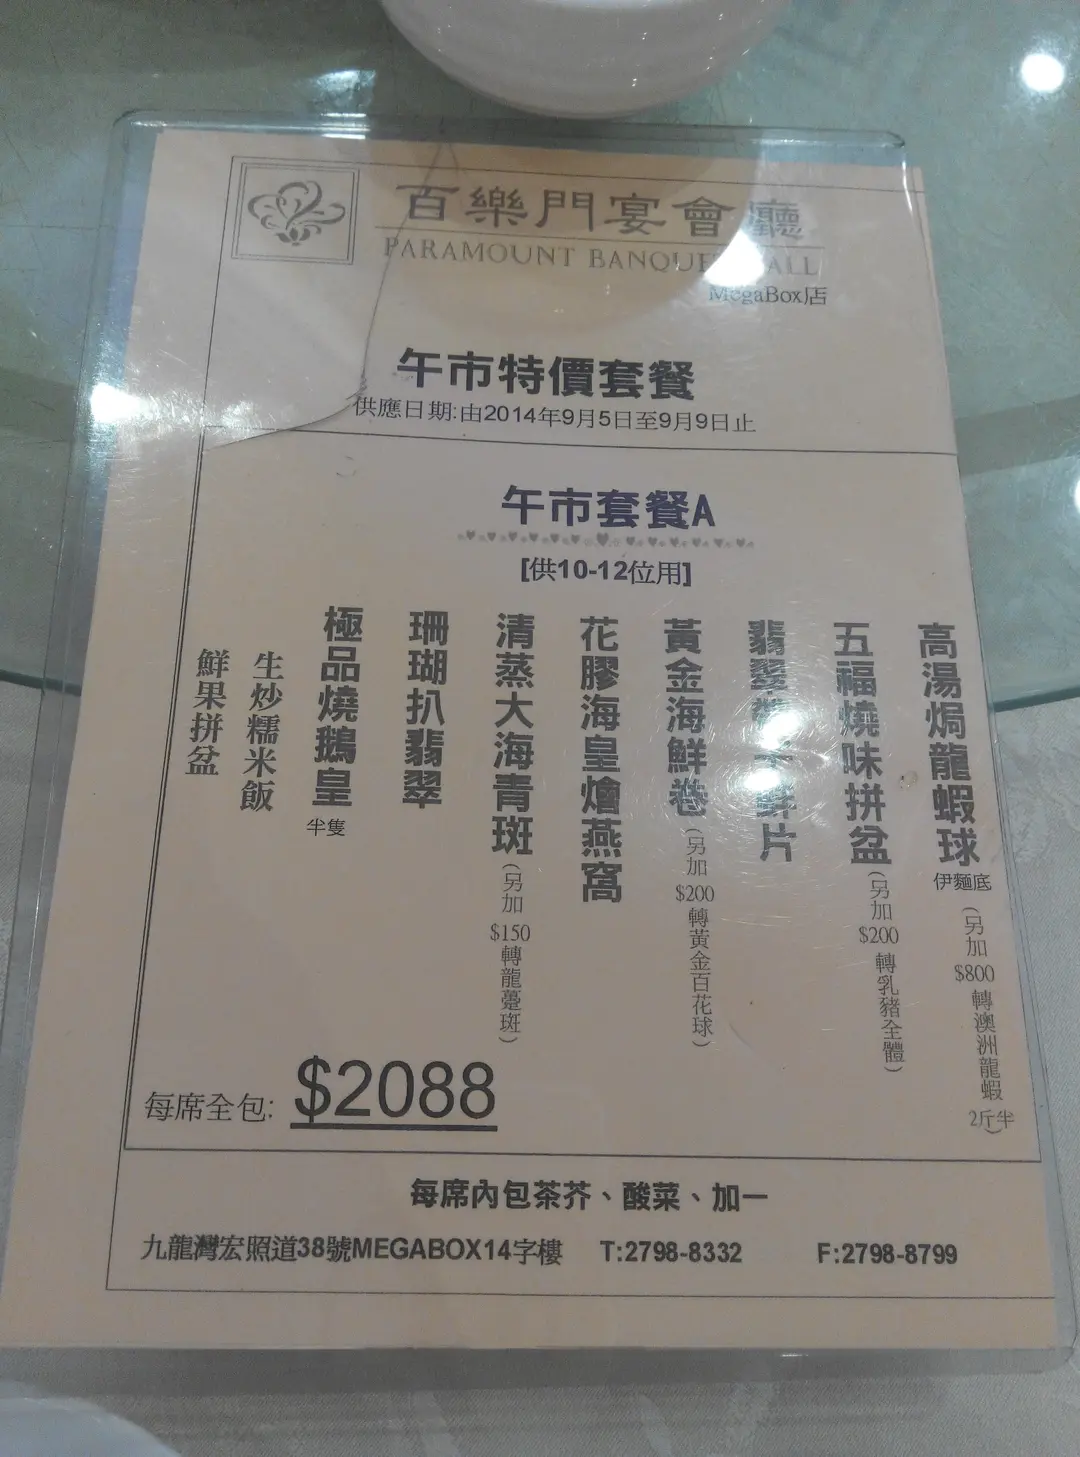 百樂門宴會廳
PARAMOUNT BANQUET HALL
MegaBox店
午市特價套餐
供應日期:由2014年9月5日至9月9日止
午市套餐A
[供10-12位用]
高湯焗龍蝦球 伊麵底 (另加$800轉澳洲龍蝦2斤半)
五福燒味拼盆 (另加$200轉乳豬全體)
翡翠 片
黃金海鮮卷 (另加$200轉黃金百花球)
花膠海皇燴燕窩
清蒸大海青斑 (另加$150轉龍躉斑)
珊瑚扒翡翠
極品燒鵝皇 半隻
生炒糯米飯
鮮果拼盆
每席全包: $2088
每席內包茶芥、酸菜、加一
九龍灣宏照道38號MEGABOX14字樓 T:2798-8332 F:2798-8799